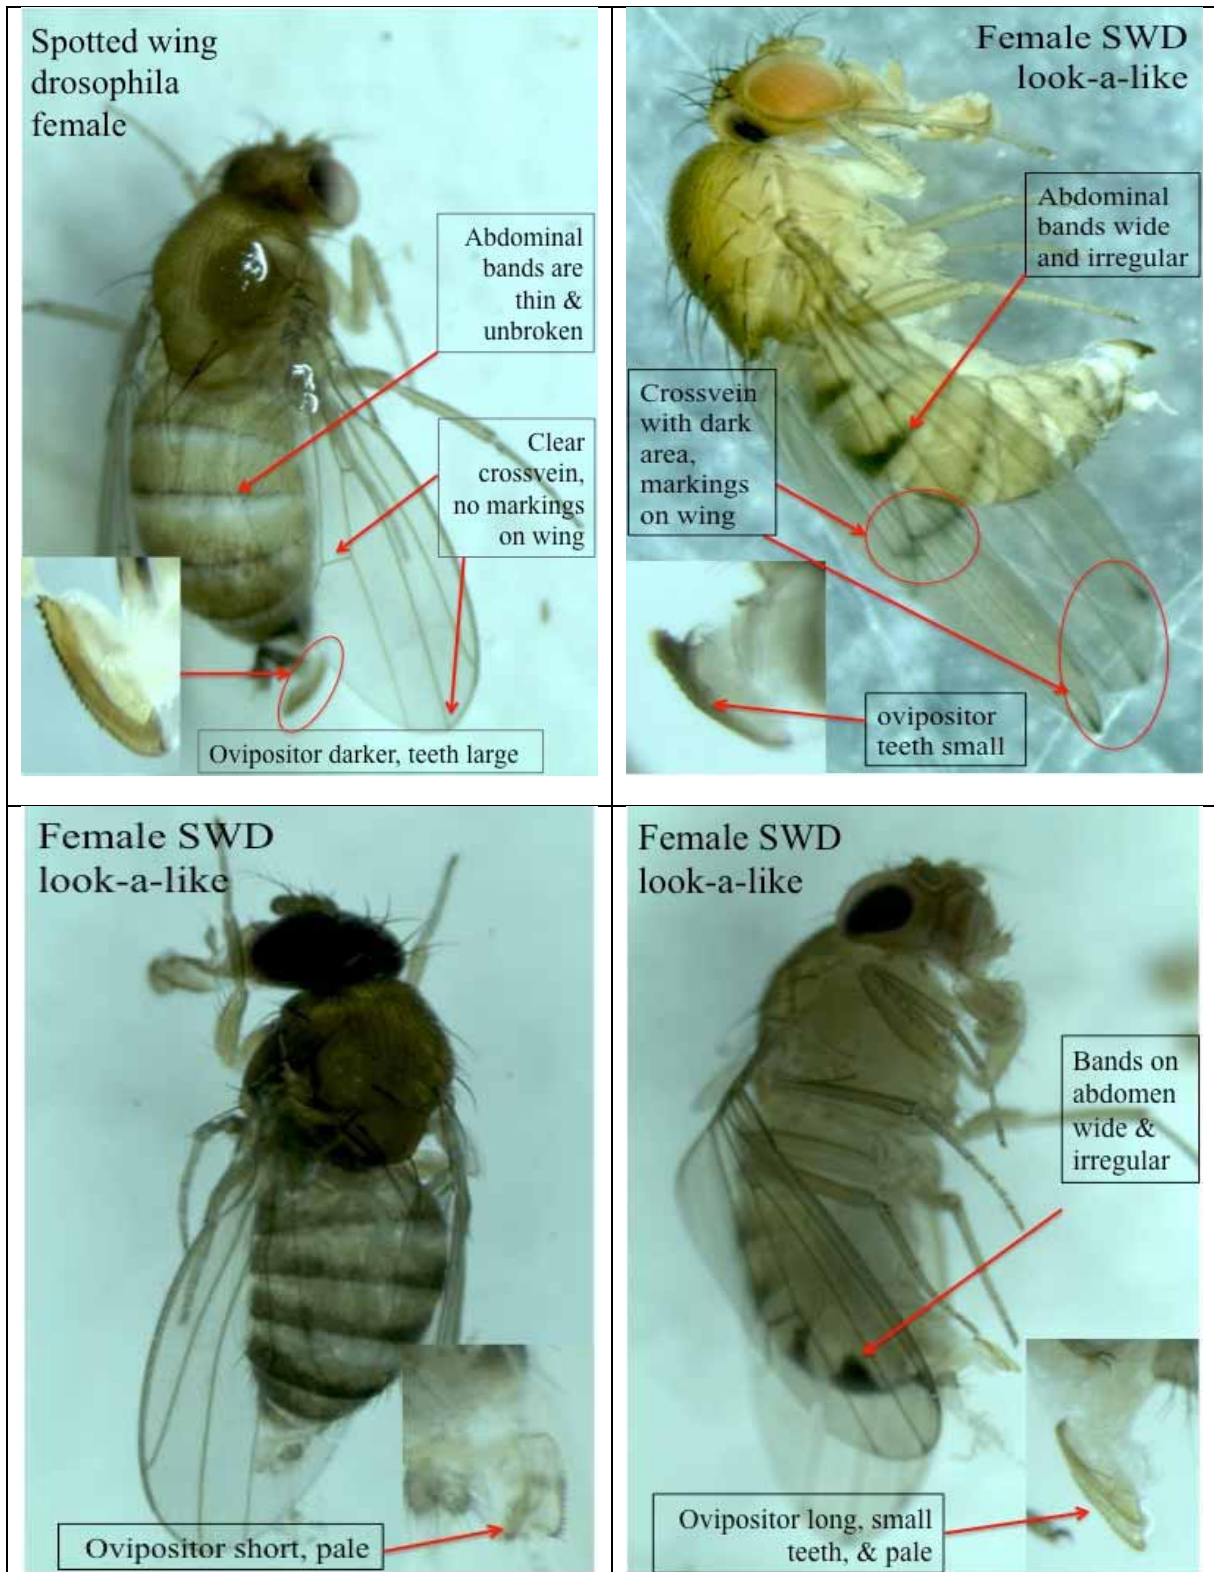 Spotted wing
drosophila
female
Abdominal
bands are
thin &
unbroken
Clear
crossvein,
no markings
on wing
Ovipositor darker, teeth large
Female SWD
look-a-like
Abdominal
bands wide
and irregular
Crossvein
with dark
area,
markings
on wing
ovipositor
teeth small
Female SWD
look-a-like
Ovipositor short, pale
Female SWD
look-a-like
Bands on
abdomen
wide &
irregular
Ovipositor long, small
teeth, & pale